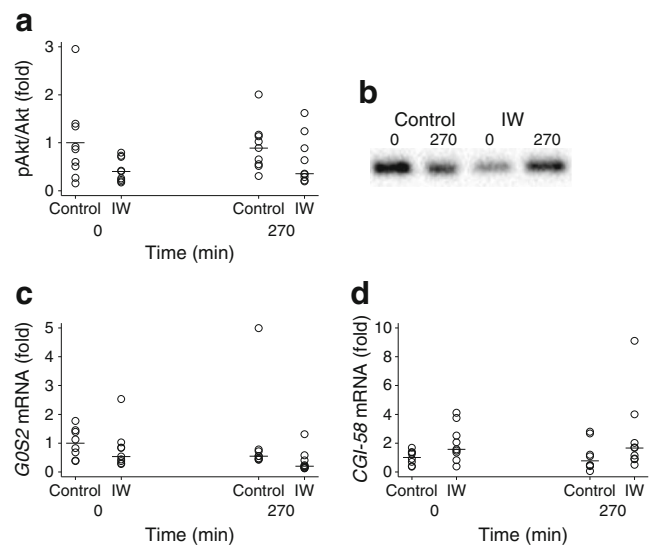 a
pAkt/Akt (fold)
3
2
1
0
Control IW Control IW
0 270
Time (min)
b
Control IW
0 270 0 270
c
G0S2 mRNA (fold)
5
4
3
2
1
0
Control IW Control IW
0 270
Time (min)
d
CGI-58 mRNA (fold)
10
8
6
4
2
0
Control IW Control IW
0 270
Time (min)